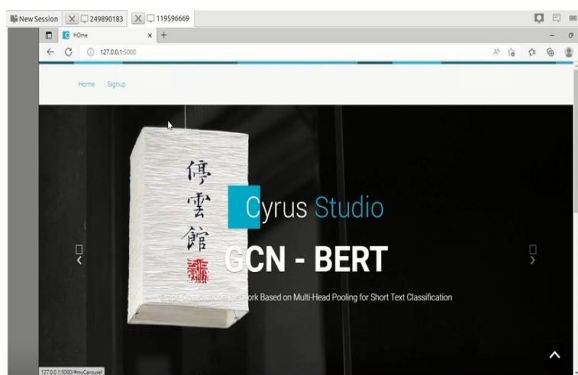 New Session 249890183 119596669
HOme
127.0.0.1:5000
Home Signup
停雲館
Cyrus Studio
GCN - BERT
ork Based on Multi-Head Pooling for Short Text Classification
127.0.0.1:5000/#myCarousel